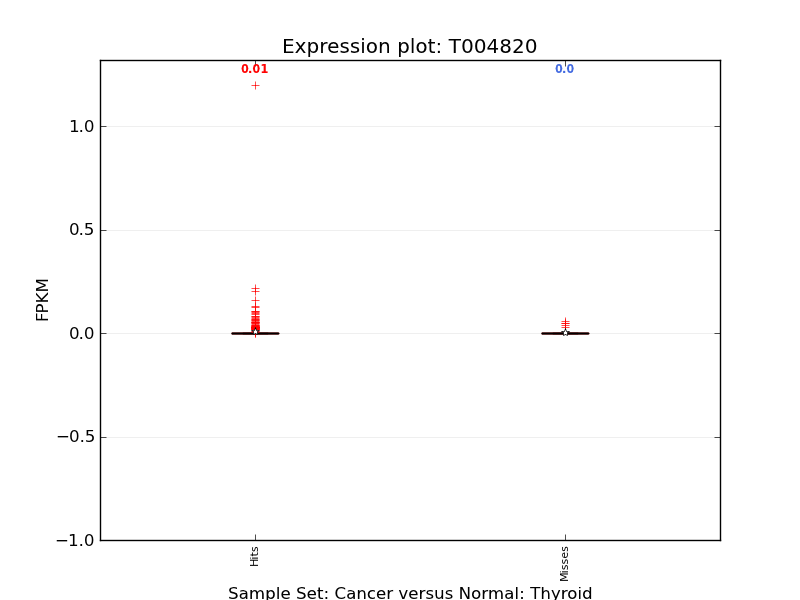 Expression plot: T004820
0.01
0.0
1.0
0.5
0.0
−0.5
−1.0
FPKM
Hits
Misses
Sample Set: Cancer versus Normal: Thyroid